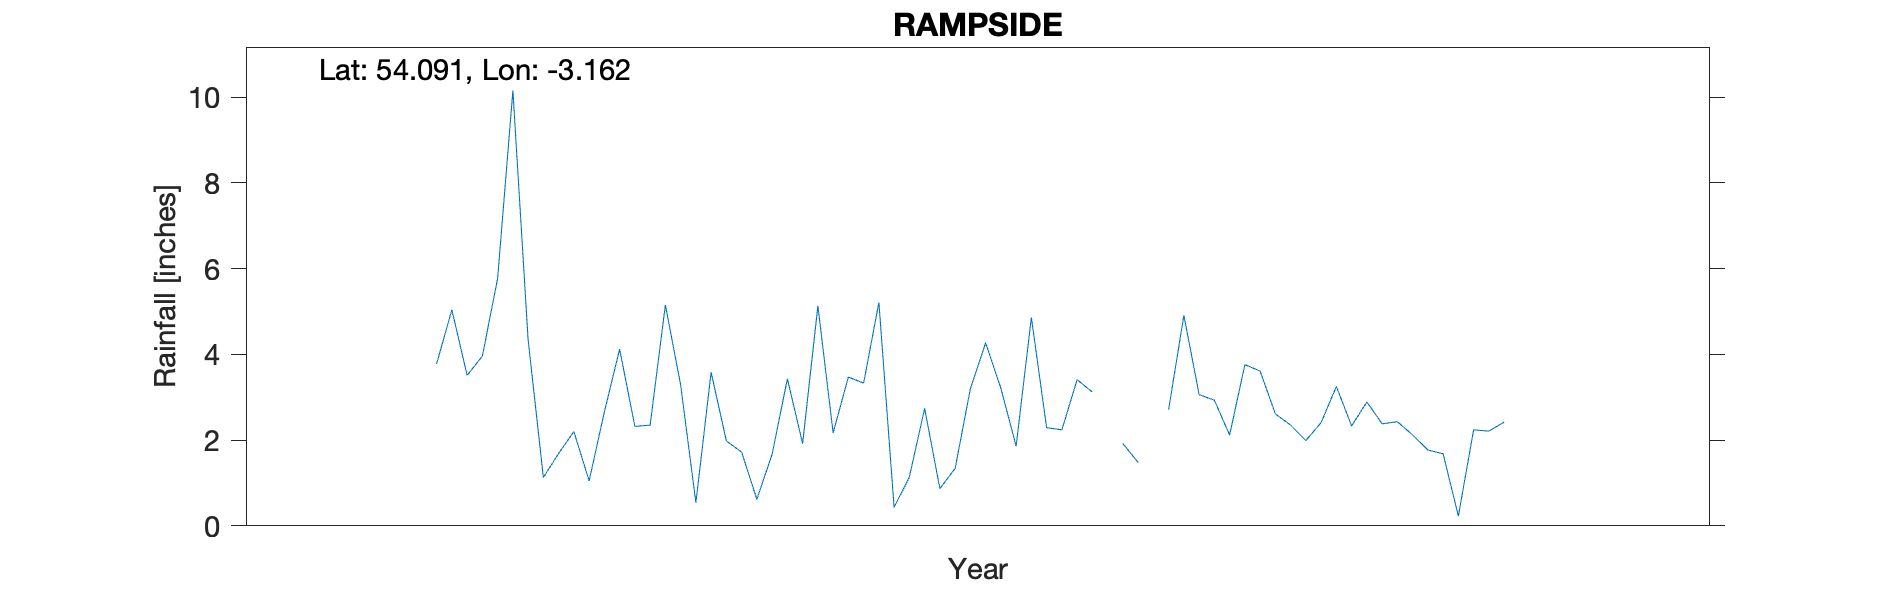 RAMPSIDE
Lat: 54.091, Lon: -3.162
10
8
6
4
2
0
Rainfall [inches]
Year